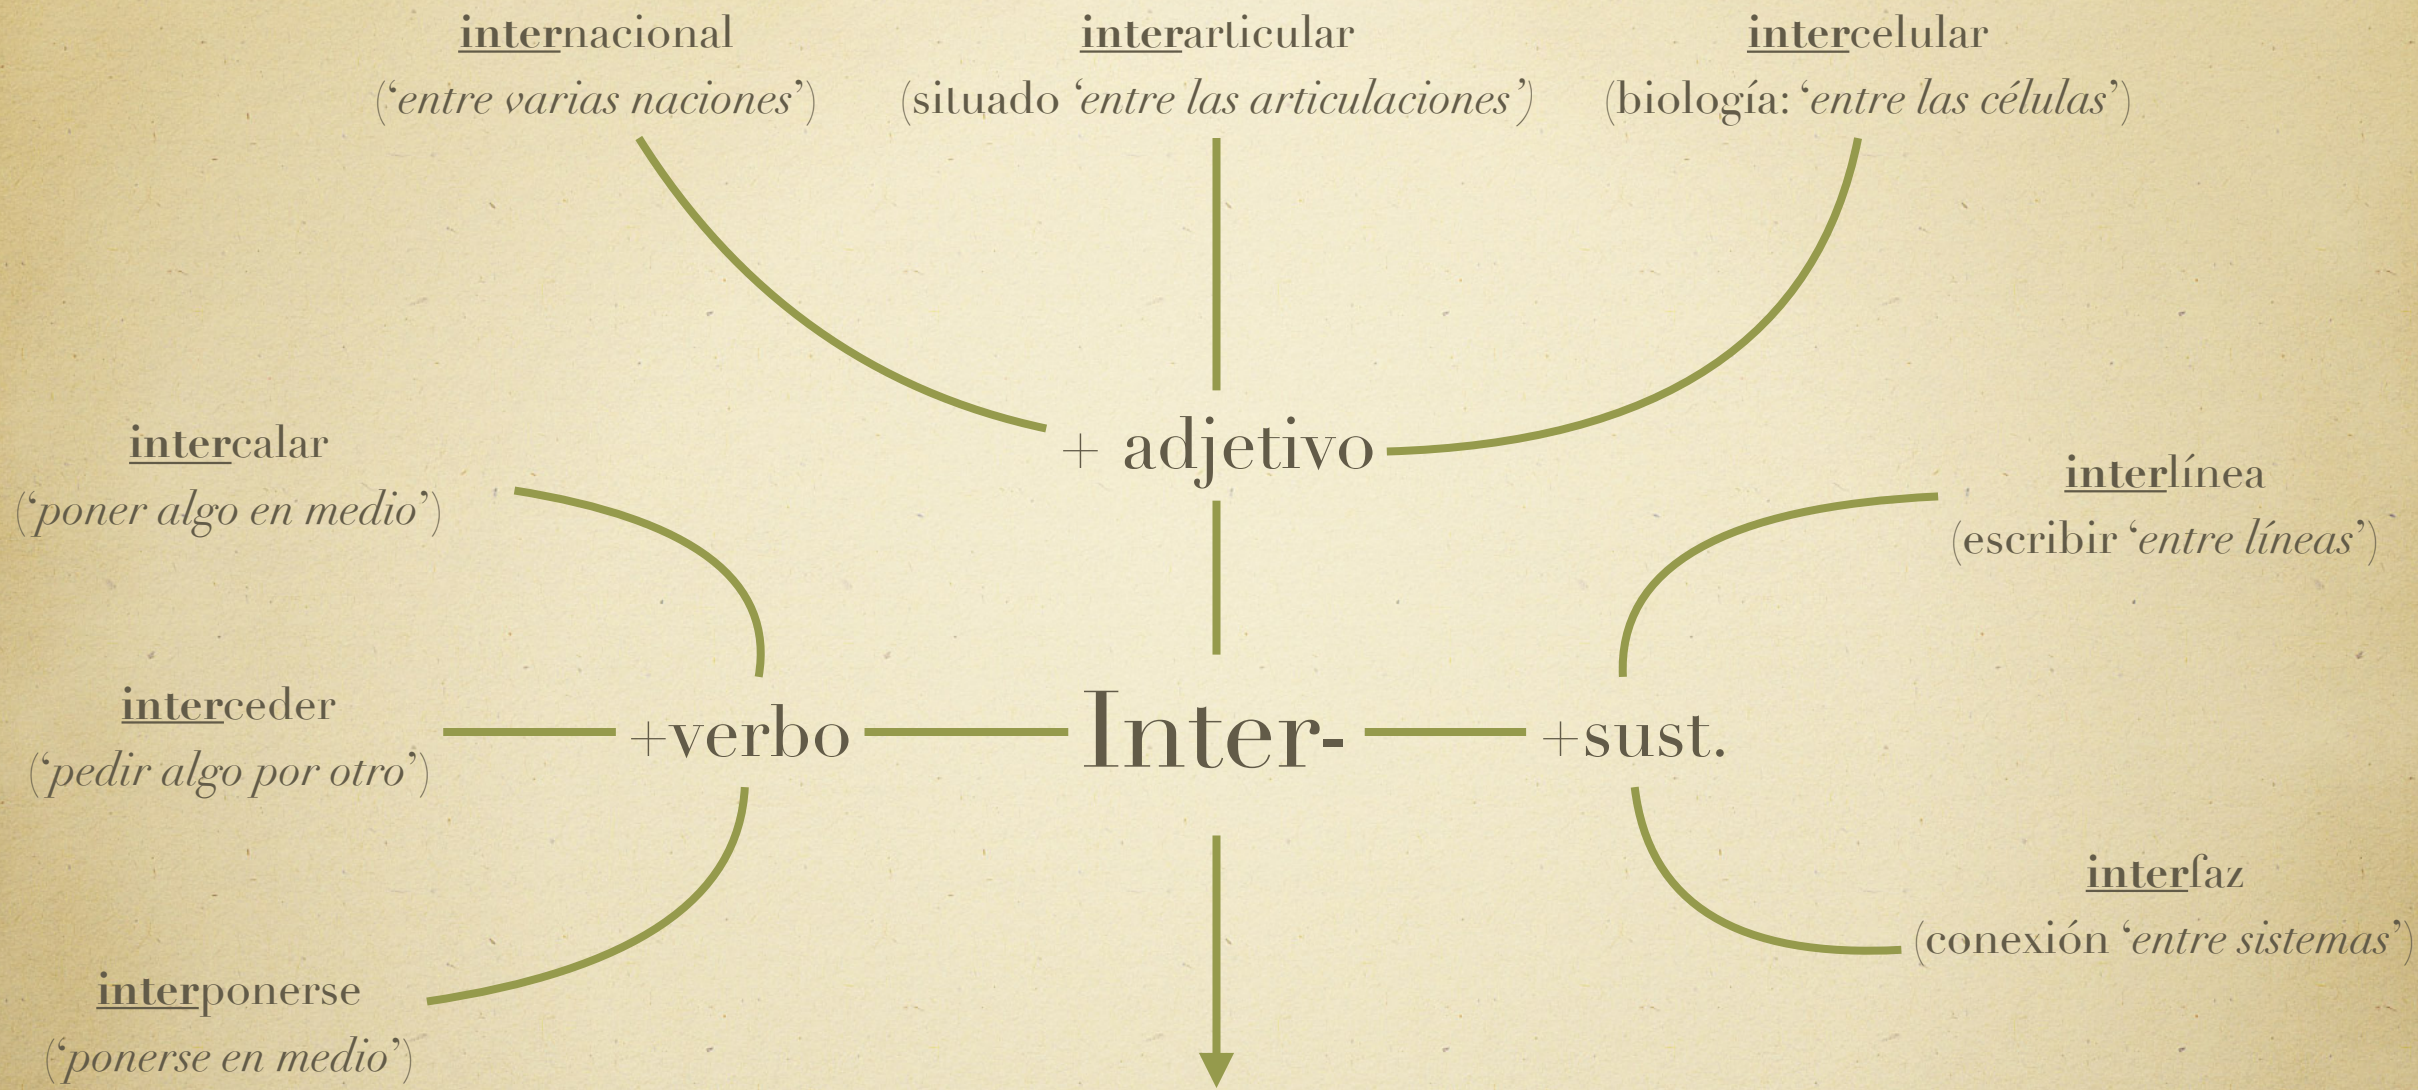 internacional
(‘entre varias naciones’)
interarticular
(situado ‘entre las articulaciones’)
intercelular
(biología: ‘entre las células’)
+ adjetivo
intercalar
(‘poner algo en medio’)
interlínea
(escribir ‘entre líneas’)
interceder
(‘pedir algo por otro’)
+verbo
Inter-
+sust.
interfaz
(conexión ‘entre sistemas’)
interponerse
(‘ponerse en medio’)